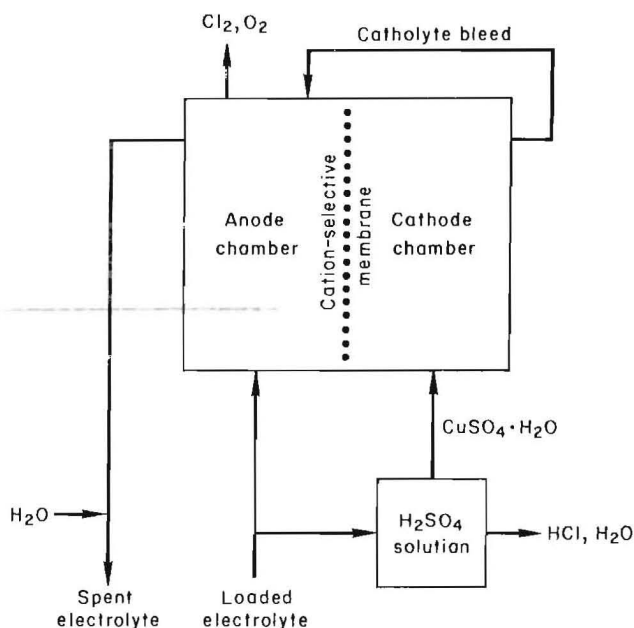 Cl2, O2
Catholyte bleed
Anode
chamber
Cation-selective
membrane
Cathode
chamber
CuSO4·H2O
H2O
H2SO4
solution
HCl, H2O
Spent
electrolyte
Loaded
electrolyte